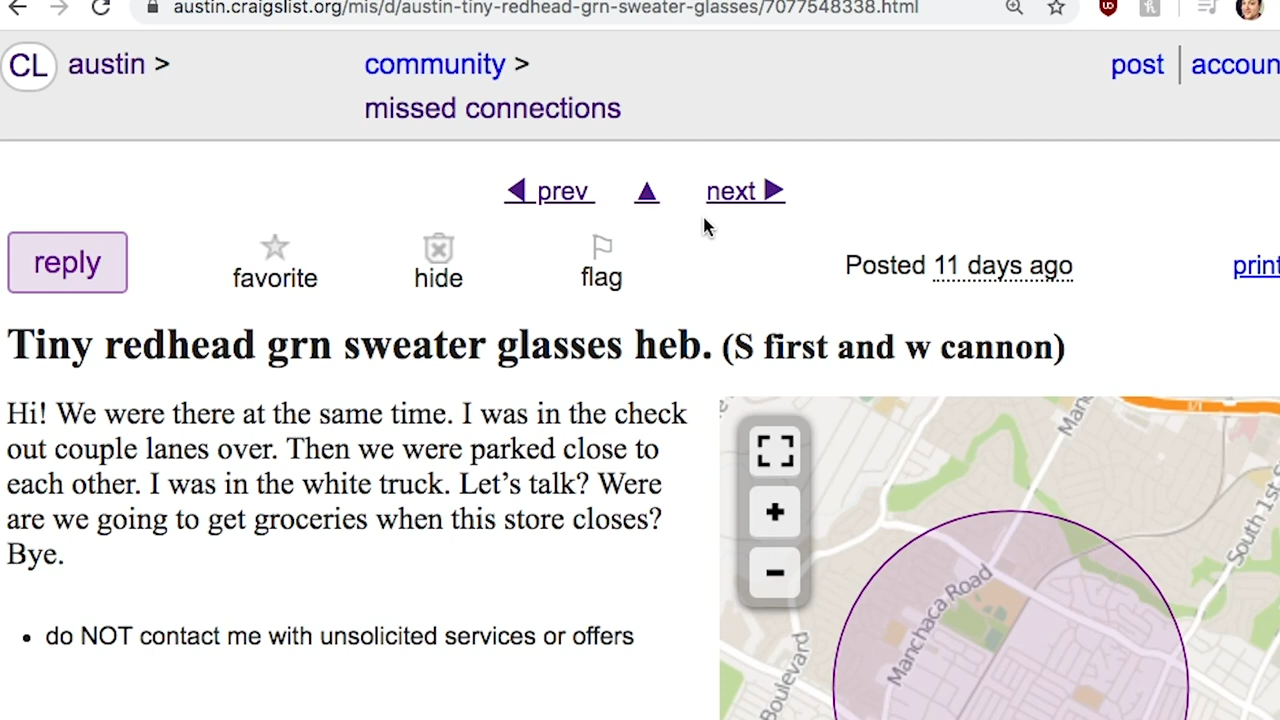 austin.craigslist.org/mis/d/austin-tiny-redhead-grn-sweater-glasses/7077548338.html
CL austin > community > post accoun
missed connections
prev next
reply favorite hide flag Posted 11 days ago print
Tiny redhead grn sweater glasses heb. (S first and w cannon)
Hi! We were there at the same time. I was in the check
out couple lanes over. Then we were parked close to
each other. I was in the white truck. Let’s talk? Were
are we going to get groceries when this store closes?
Bye.
• do NOT contact me with unsolicited services or offers
Manc
South 1st S
Manchaca Road
Boulevard
+
-